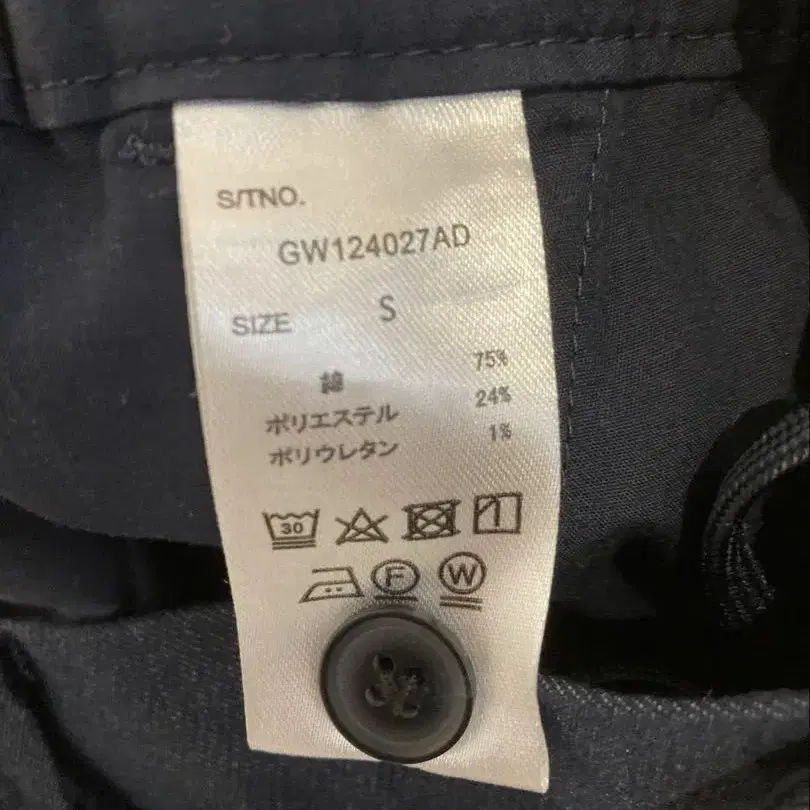 S/TNO.
GW124027AD
SIZE S
綿 75%
ポリエステル 24%
ポリウレタン 1%
30
F W